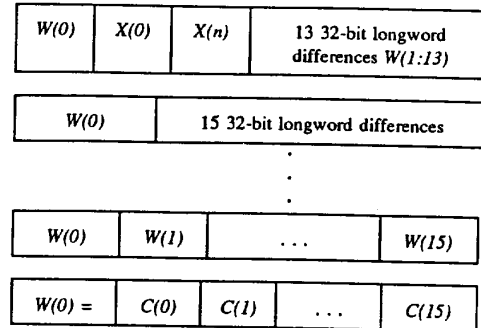 W(0) X(0) X(n) 13 32-bit longword
differences W(1:13)
W(0) 15 32-bit longword differences
.
.
.
W(0) W(1) . . . W(15)
W(0) = C(0) C(1) . . . C(15)